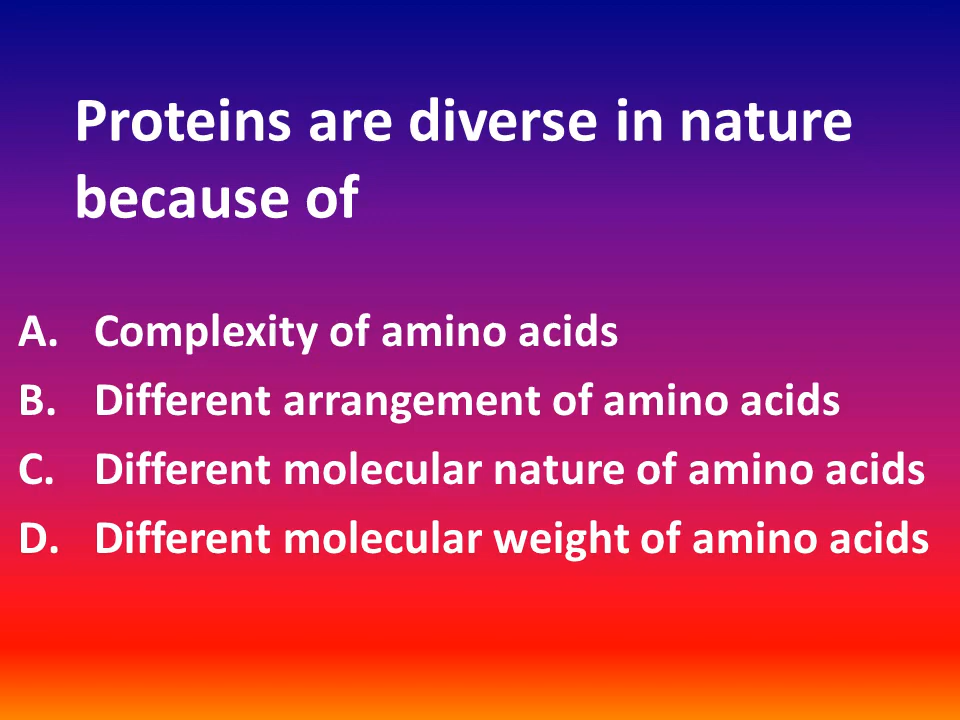 Proteins are diverse in nature
because of
A. Complexity of amino acids
B. Different arrangement of amino acids
C. Different molecular nature of amino acids
D. Different molecular weight of amino acids